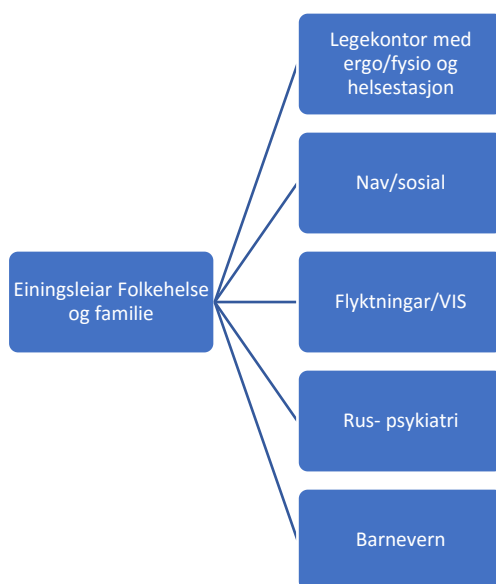 Legekontor med
ergo/fysio og
helsestasjon
Nav/sosial
Einingsleiar Folkehelse
og familie
Flyktningar/VIS
Rus- psykiatri
Barnevern